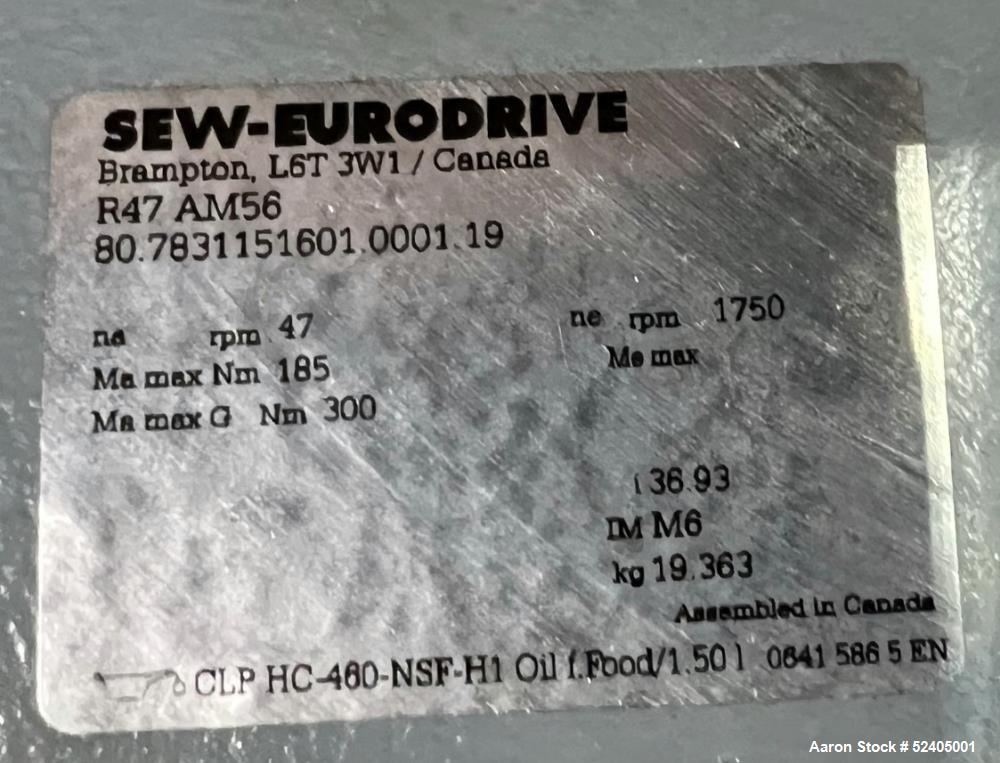 SEW-EURODRIVE
Brampton, L6T 3W1 / Canada
R47 AM56
80.7831151601.0001.19
na rpm 47 ne rpm 1750
Ma max Nm 185 Me max
Ma max G Nm 300
i 36.93
IM M6
kg 19.363
Assembled in Canada
CLP HC-460-NSF-H1 Oil f.Food/1.50 l 0641 586 5 EN
Aaron Stock # 52405001